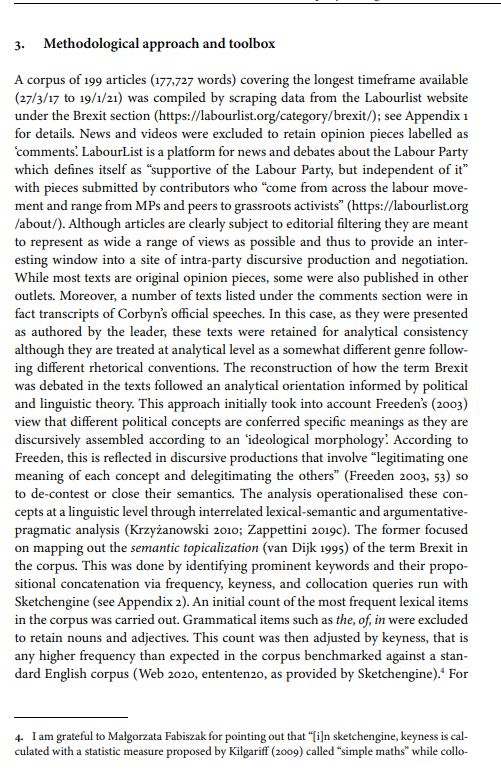 3. Methodological approach and toolbox
A corpus of 199 articles (177,727 words) covering the longest timeframe available
(27/3/17 to 19/1/21) was compiled by scraping data from the Labourlist website
under the Brexit section (https://labourlist.org/category/brexit/); see Appendix 1
for details. News and videos were excluded to retain opinion pieces labelled as
‘comments’. LabourList is a platform for news and debates about the Labour Party
which defines itself as “supportive of the Labour Party, but independent of it”
with pieces submitted by contributors who “come from across the labour move-
ment and range from MPs and peers to grassroots activists” (https://labourlist.org
/about/). Although articles are clearly subject to editorial filtering they are meant
to represent as wide a range of views as possible and thus to provide an inter-
esting window into a site of intra-party discursive production and negotiation.
While most texts are original opinion pieces, some were also published in other
outlets. Moreover, a number of texts listed under the comments section were in
fact transcripts of Corbyn’s official speeches. In this case, as they were presented
as authored by the leader, these texts were retained for analytical consistency
although they are treated at analytical level as a somewhat different genre follow-
ing different rhetorical conventions. The reconstruction of how the term Brexit
was debated in the texts followed an analytical orientation informed by political
and linguistic theory. This approach initially took into account Freeden’s (2003)
view that different political concepts are conferred specific meanings as they are
discursively assembled according to an ‘ideological morphology’. According to
Freeden, this is reflected in discursive productions that involve “legitimating one
meaning of each concept and delegitimating the others” (Freeden 2003, 53) so
to de-contest or close their semantics. The analysis operationalised these con-
cepts at a linguistic level through interrelated lexical-semantic and argumentative-
pragmatic analysis (Krzyżanowski 2010; Zappettini 2019c). The former focused
on mapping out the semantic topicalization (van Dijk 1995) of the term Brexit in
the corpus. This was done by identifying prominent keywords and their propo-
sitional concatenation via frequency, keyness, and collocation queries run with
Sketchengine (see Appendix 2). An initial count of the most frequent lexical items
in the corpus was carried out. Grammatical items such as the, of, in were excluded
to retain nouns and adjectives. This count was then adjusted by keyness, that is
any higher frequency than expected in the corpus benchmarked against a stan-
dard English corpus (Web 2020, ententen20, as provided by Sketchengine).4 For
4. I am grateful to Małgorzata Fabiszak for pointing out that “[i]n sketchengine, keyness is cal-
culated with a statistic measure proposed by Kilgariff (2009) called “simple maths” while collo-